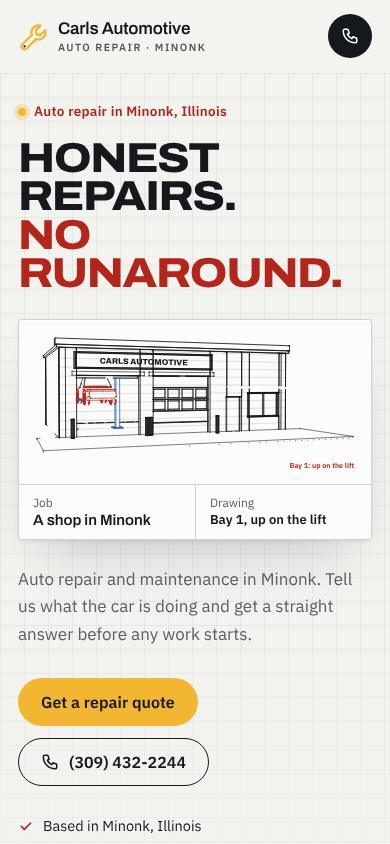 Carls Automotive
AUTO REPAIR · MINONK
Auto repair in Minonk, Illinois
HONEST
REPAIRS.
NO
RUNAROUND.
CARLS AUTOMOTIVE
Bay 1: up on the lift
Job
A shop in Minonk
Drawing
Bay 1, up on the lift
Auto repair and maintenance in Minonk. Tell
us what the car is doing and get a straight
answer before any work starts.
Get a repair quote
(309) 432-2244
Based in Minonk, Illinois